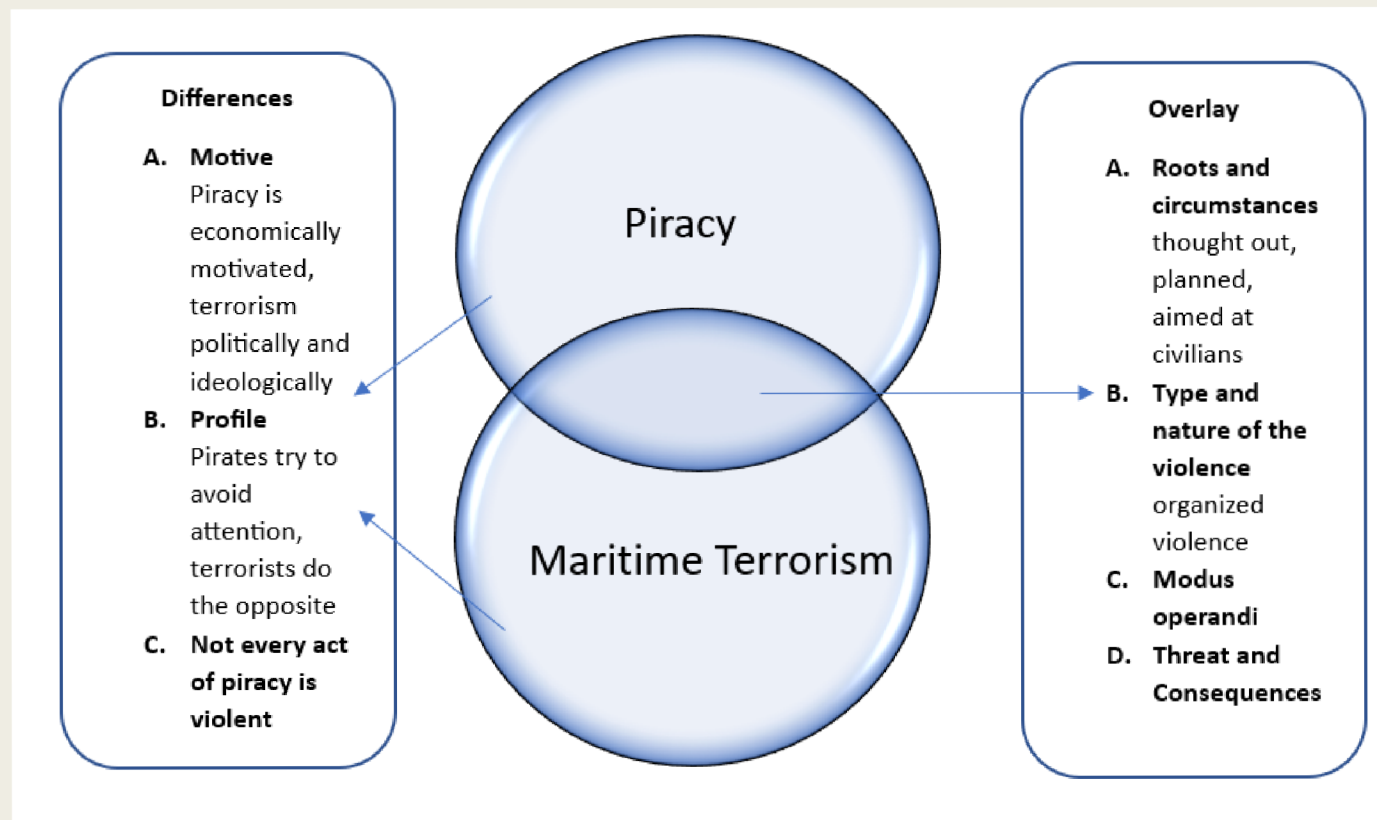 Differences
A. Motive
Piracy is
economically
motivated,
terrorism
politically and
ideologically
B. Profile
Pirates try to
avoid
attention,
terrorists do
the opposite
C. Not every act
of piracy is
violent
Piracy
Maritime Terrorism
Overlay
A. Roots and
circumstances
thought out,
planned,
aimed at
civilians
B. Type and
nature of the
violence
organized
violence
C. Modus
operandi
D. Threat and
Consequences